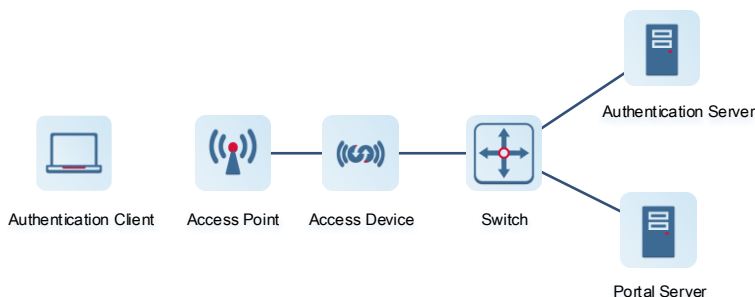 Authentication Server
Authentication Client
Access Point
Access Device
Switch
Portal Server